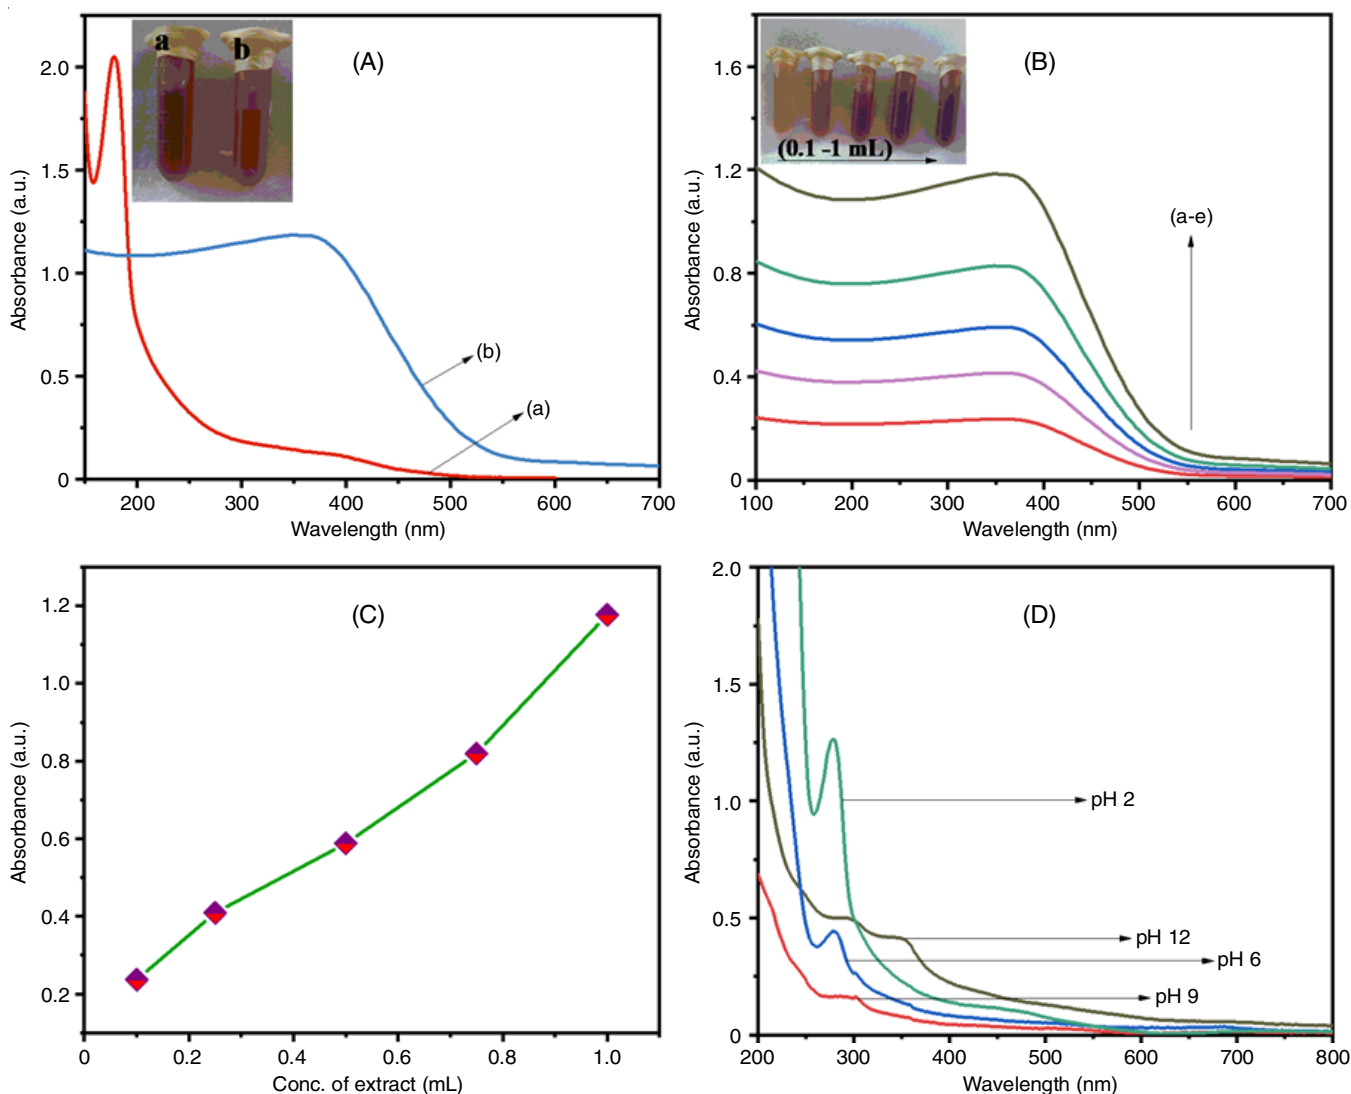 (A)
a
b
2.0
1.5
1.0
0.5
0
(b)
(a)
200
300
400
500
600
700
Wavelength (nm)
Absorbance (a.u.)
(B)
(0.1 -1 mL)
1.6
1.2
0.8
0.4
0
(a-e)
100
200
300
400
500
600
700
Wavelength (nm)
Absorbance (a.u.)
(C)
1.2
1.0
0.8
0.6
0.4
0.2
0
0.2
0.4
0.6
0.8
1.0
Conc. of extract (mL)
Absorbance (a.u.)
(D)
2.0
1.5
1.0
0.5
0
pH 2
pH 12
pH 6
pH 9
200
300
400
500
600
700
800
Wavelength (nm)
Absorbance (a.u.)